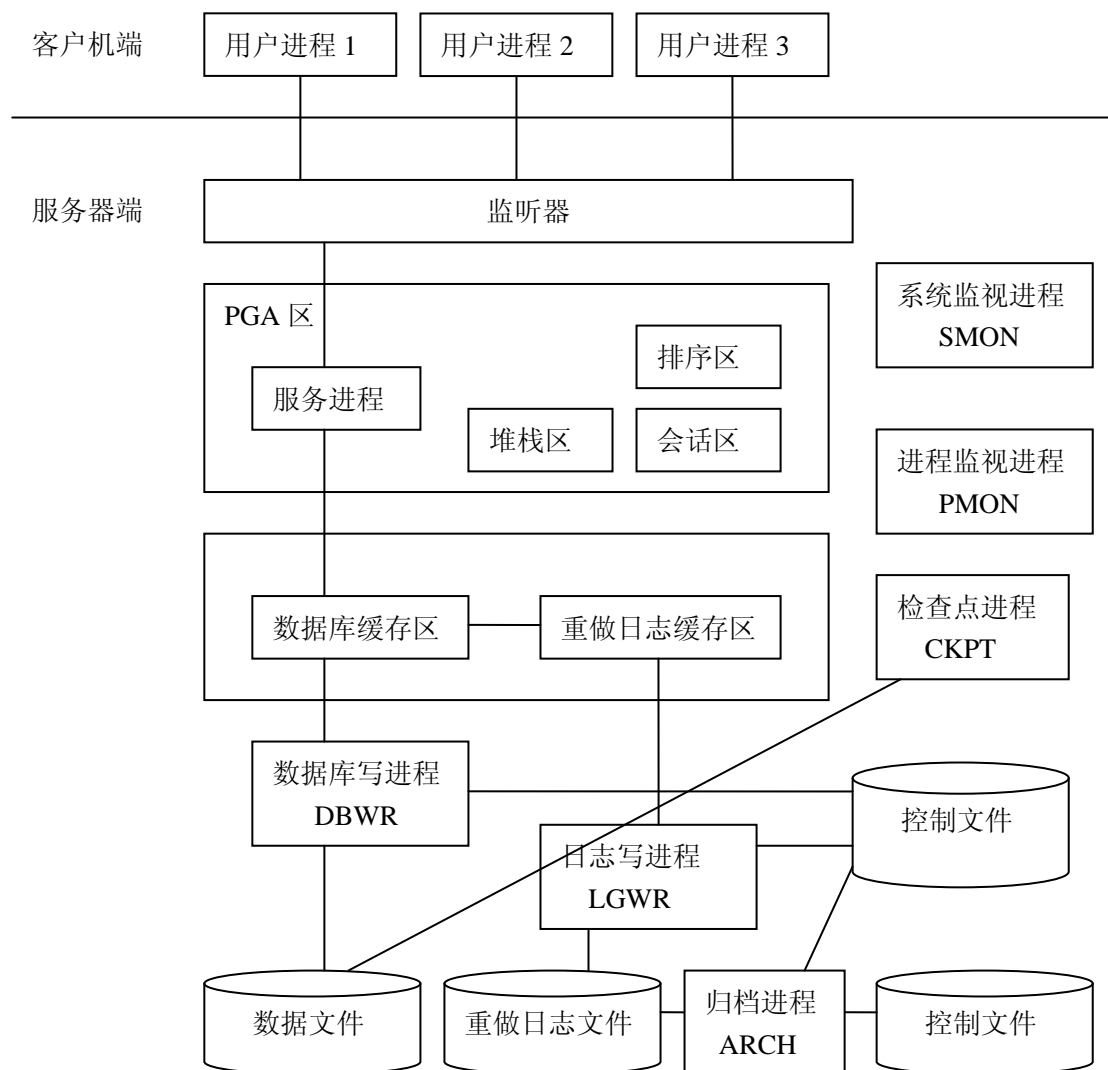 客户机端
用户进程 1
用户进程 2
用户进程 3
服务器端
监听器
PGA 区
服务进程
堆栈区
排序区
会话区
系统监视进程
SMON
进程监视进程
PMON
数据库缓存区
重做日志缓存区
检查点进程
CKPT
数据库写进程
DBWR
日志写进程
LGWR
控制文件
数据文件
重做日志文件
归档进程
ARCH
控制文件